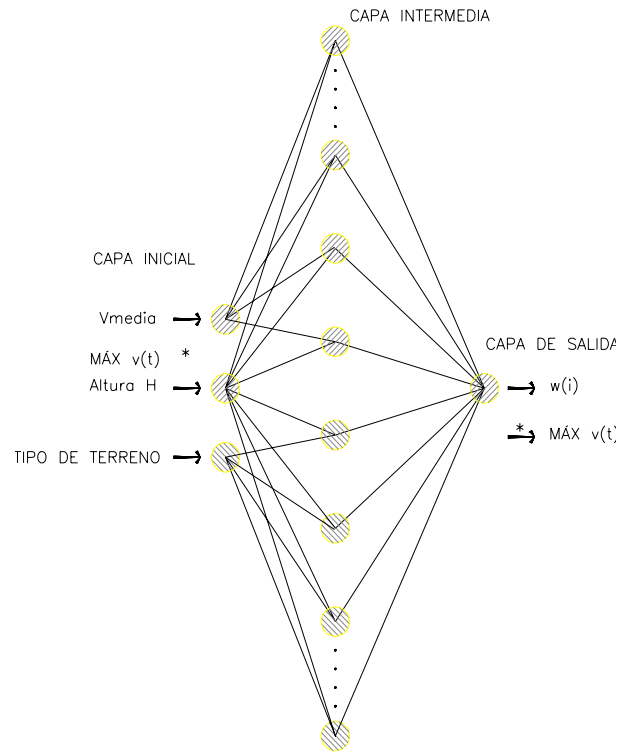 CAPA INTERMEDIA
CAPA INICIAL
Vmedia
MÁX v(t) *
Altura H
TIPO DE TERRENO
CAPA DE SALIDA
w(i)
* MÁX v(t)